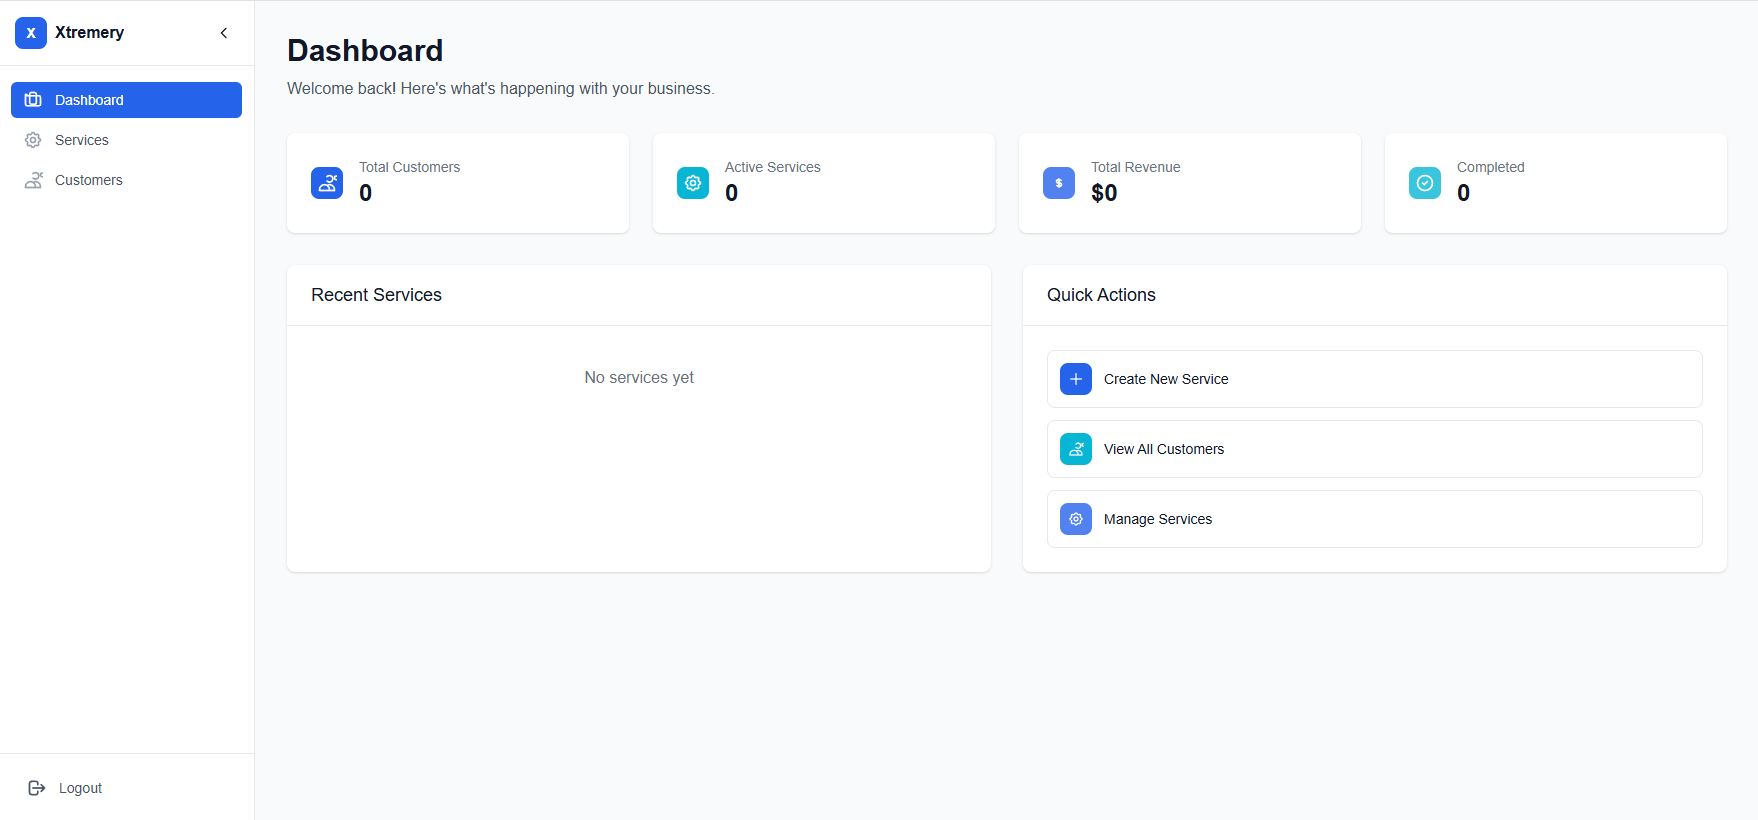 X Xtremery
Dashboard
Services
Customers
Logout
Dashboard
Welcome back! Here's what's happening with your business.
Total Customers
0
Active Services
0
Total Revenue
$
$0
Completed
0
Recent Services
No services yet
Quick Actions
Create New Service
View All Customers
Manage Services